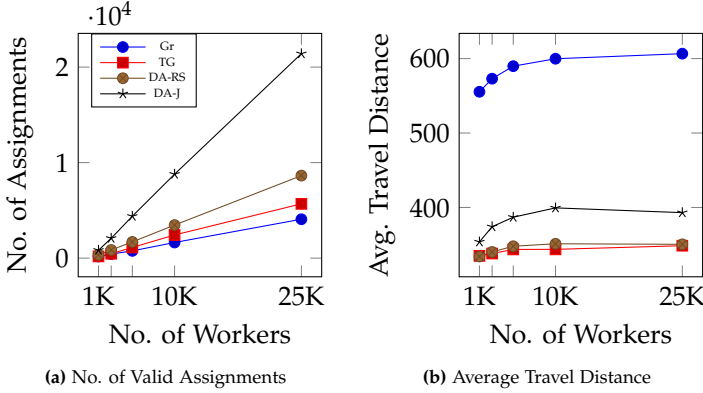 ·10⁴
No. of Assignments
2
1
0
Gr
TG
DA-RS
DA-J
1K 10K 25K
No. of Workers
(a) No. of Valid Assignments
Avg. Travel Distance
600
500
400
1K 10K 25K
No. of Workers
(b) Average Travel Distance